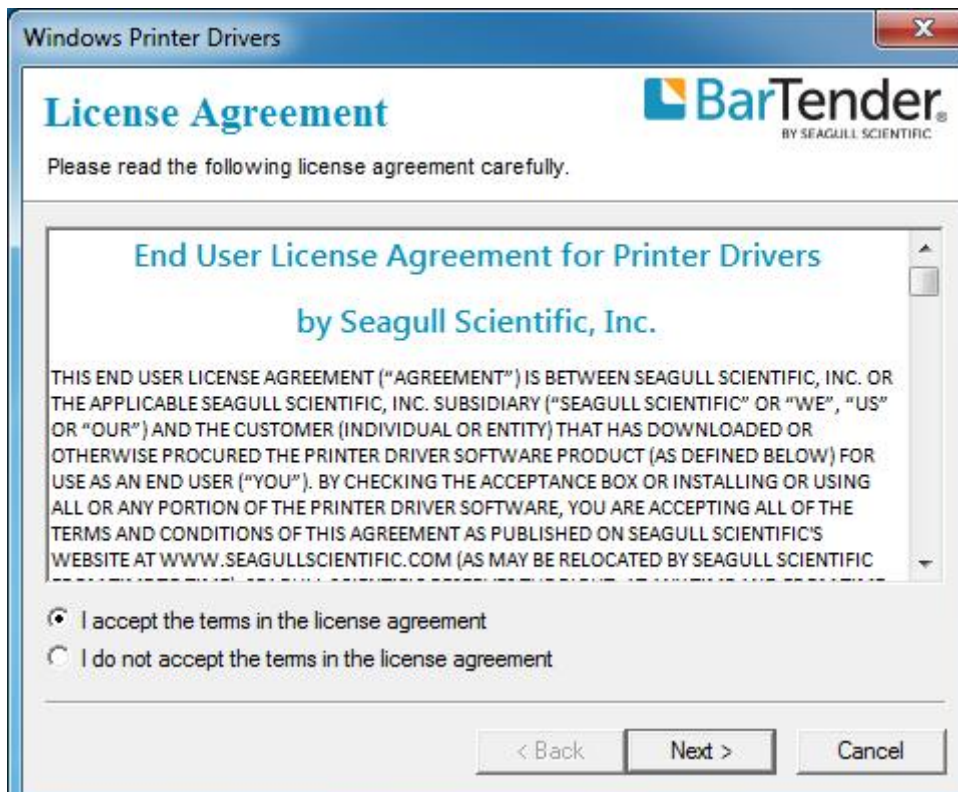 Windows Printer Drivers
License Agreement
BarTender®
BY SEAGULL SCIENTIFIC
Please read the following license agreement carefully.
End User License Agreement for Printer Drivers
by Seagull Scientific, Inc.
THIS END USER LICENSE AGREEMENT (“AGREEMENT”) IS BETWEEN SEAGULL SCIENTIFIC, INC. OR
THE APPLICABLE SEAGULL SCIENTIFIC, INC. SUBSIDIARY (“SEAGULL SCIENTIFIC” OR “WE”, “US”
OR “OUR”) AND THE CUSTOMER (INDIVIDUAL OR ENTITY) THAT HAS DOWNLOADED OR
OTHERWISE PROCURED THE PRINTER DRIVER SOFTWARE PRODUCT (AS DEFINED BELOW) FOR
USE AS AN END USER (“YOU”). BY CHECKING THE ACCEPTANCE BOX OR INSTALLING OR USING
ALL OR ANY PORTION OF THE PRINTER DRIVER SOFTWARE, YOU ARE ACCEPTING ALL OF THE
TERMS AND CONDITIONS OF THIS AGREEMENT AS PUBLISHED ON SEAGULL SCIENTIFIC'S
WEBSITE AT WWW.SEAGULLSCIENTIFIC.COM (AS MAY BE RELOCATED BY SEAGULL SCIENTIFIC
I accept the terms in the license agreement
I do not accept the terms in the license agreement
< Back
Next >
Cancel